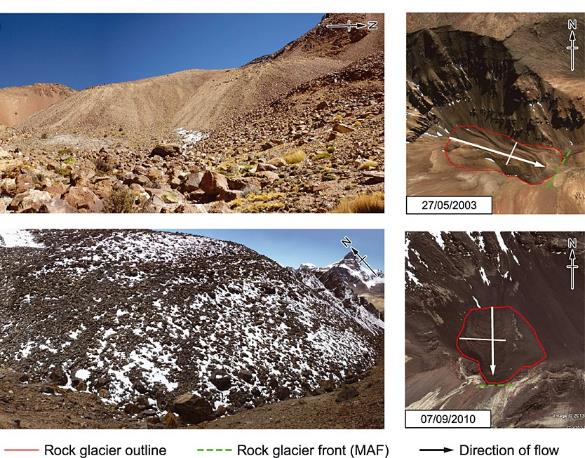 N
N
27/05/2003
N
N
07/09/2010
Rock glacier outline
Rock glacier front (MAF)
Direction of flow